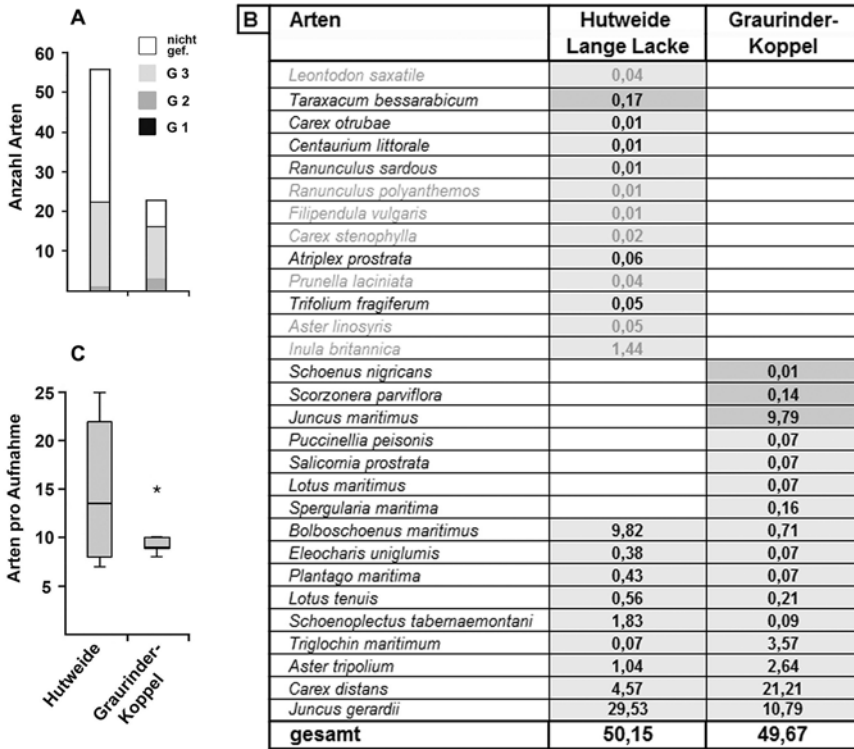 A
nicht
gef.
G 3
G 2
G 1
Anzahl Arten
60
50
40
30
20
10
C
Arten pro Aufnahme
25
20
15
10
5
*
Hutweide
Graurinder-
Koppel
B
Arten Hutweide Graurinder-
Lange Lacke Koppel
Leontodon saxatile 0,04
Taraxacum bessarabicum 0,17
Carex otrubae 0,01
Centaurium littorale 0,01
Ranunculus sardous 0,01
Ranunculus polyanthemos 0,01
Filipendula vulgaris 0,01
Carex stenophylla 0,02
Atriplex prostrata 0,06
Prunella laciniata 0,04
Trifolium fragiferum 0,05
Aster linosyris 0,05
Inula britannica 1,44
Schoenus nigricans 0,01
Scorzonera parviflora 0,14
Juncus maritimus 9,79
Puccinellia peisonis 0,07
Salicornia prostrata 0,07
Lotus maritimus 0,07
Spergularia maritima 0,16
Bolboschoenus maritimus 9,82 0,71
Eleocharis uniglumis 0,38 0,07
Plantago maritima 0,43 0,07
Lotus tenuis 0,56 0,21
Schoenoplectus tabernaemontani 1,83 0,09
Triglochin maritimum 0,07 3,57
Aster tripolium 1,04 2,64
Carex distans 4,57 21,21
Juncus gerardii 29,53 10,79
gesamt 50,15 49,67